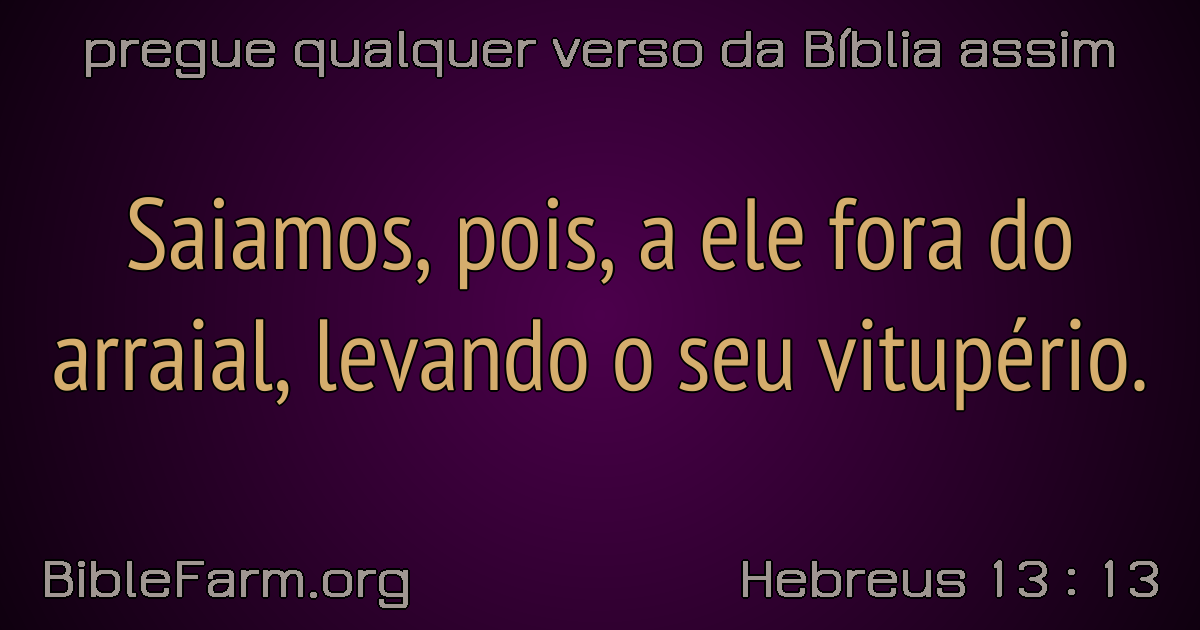 pregue qualquer verso da Bíblia assim
Saiamos, pois, a ele fora do
arraial, levando o seu vitupério.
BibleFarm.org
Hebreus 13 : 13